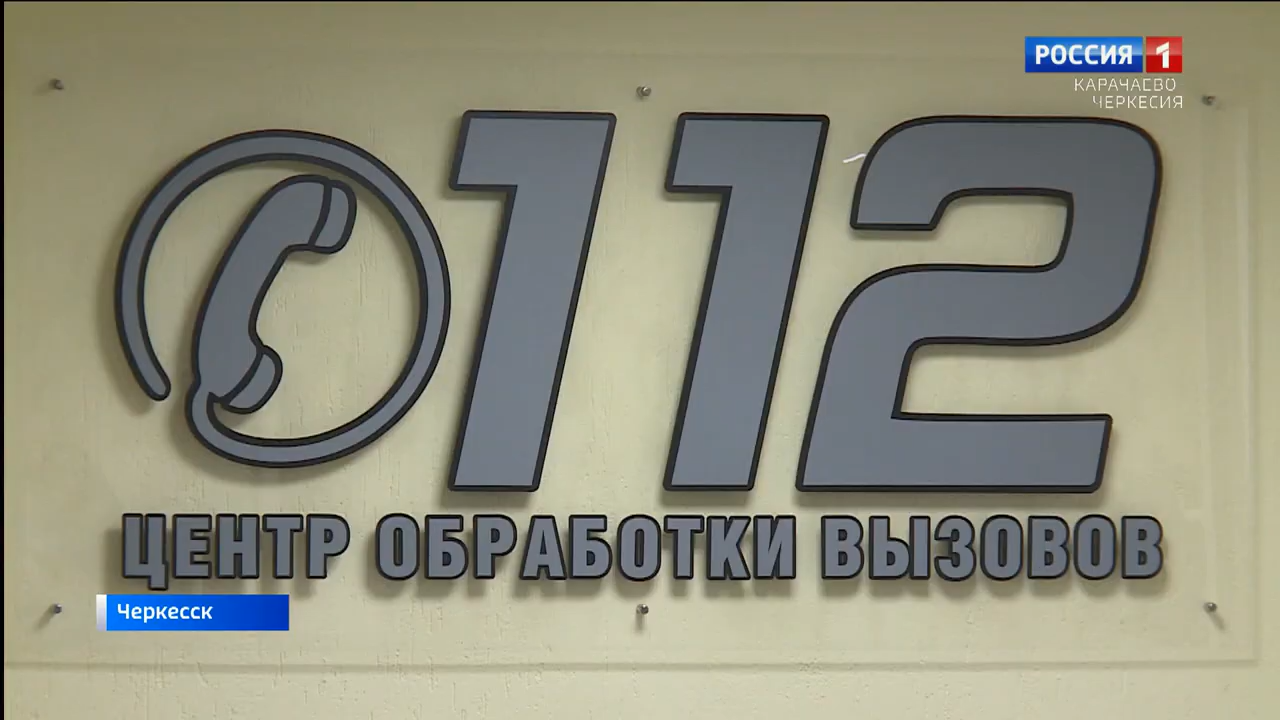 РОССИЯ 1
КАРАЧАЕВО
ЧЕРКЕСИЯ
112
ЦЕНТР ОБРАБОТКИ ВЫЗОВОВ
Черкесск